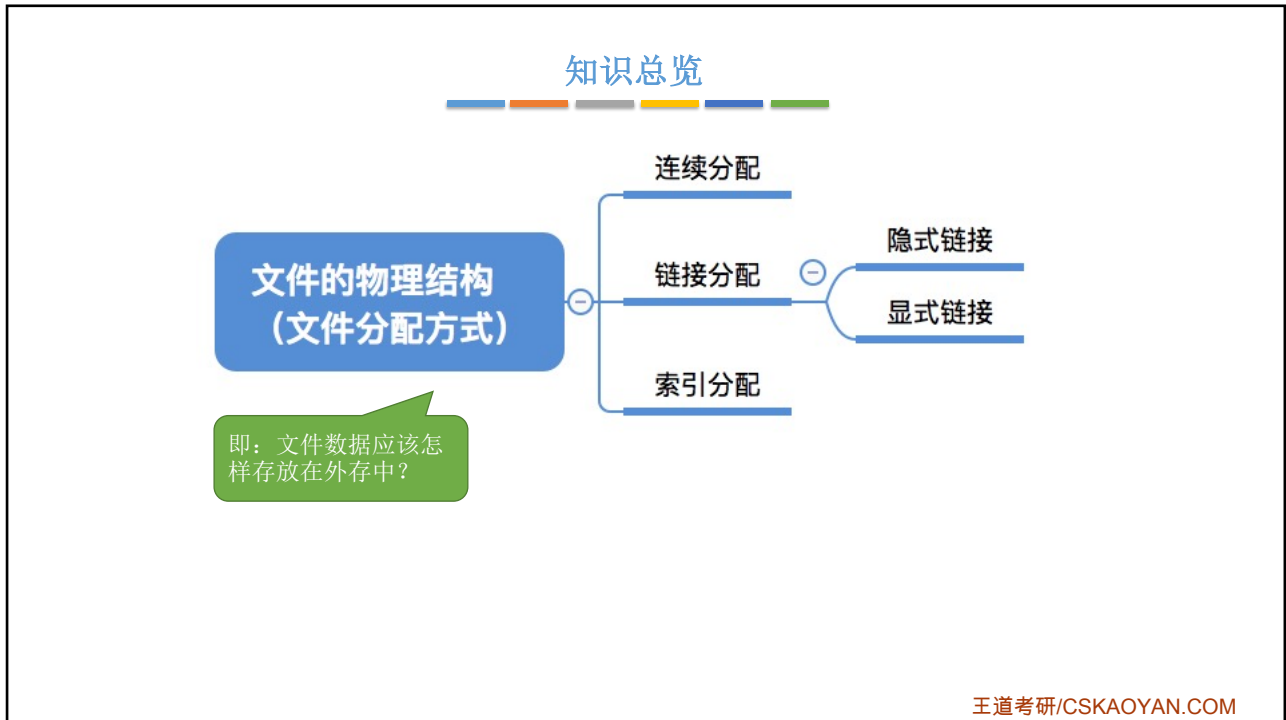 知识总览
连续分配
隐式链接
文件的物理结构
（文件分配方式）
链接分配
显式链接
索引分配
即：文件数据应该怎
样存放在外存中？
王道考研/CSKAOYAN.COM